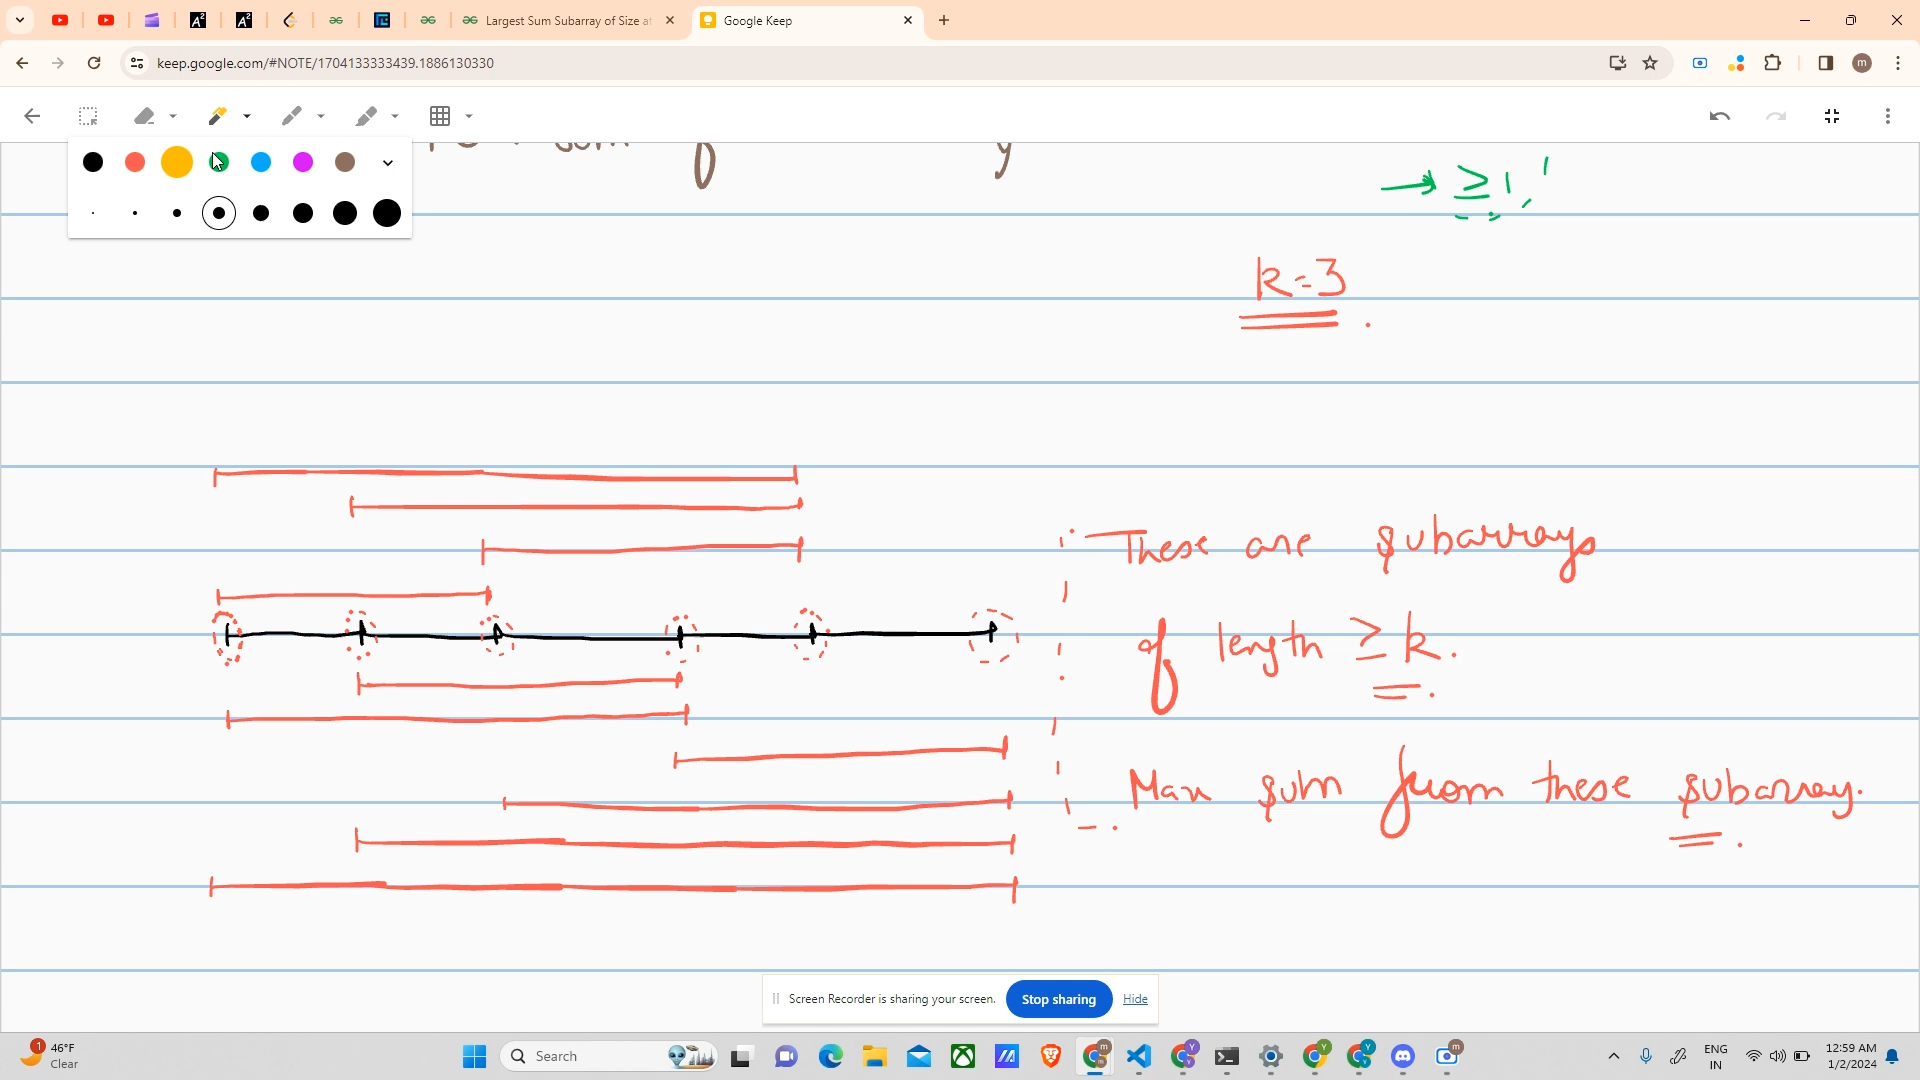 Largest Sum Subarray of Size at
Google Keep
keep.google.com/#NOTE/1704133333439.1886130330
m
→ ≥ 1
k=3
These are subarrays
of length ≥ k.
Max sum from these subarray.
Screen Recorder is sharing your screen.
Stop sharing
Hide
1
46°F
Clear
Search
ENG
IN
12:59 AM
1/2/2024